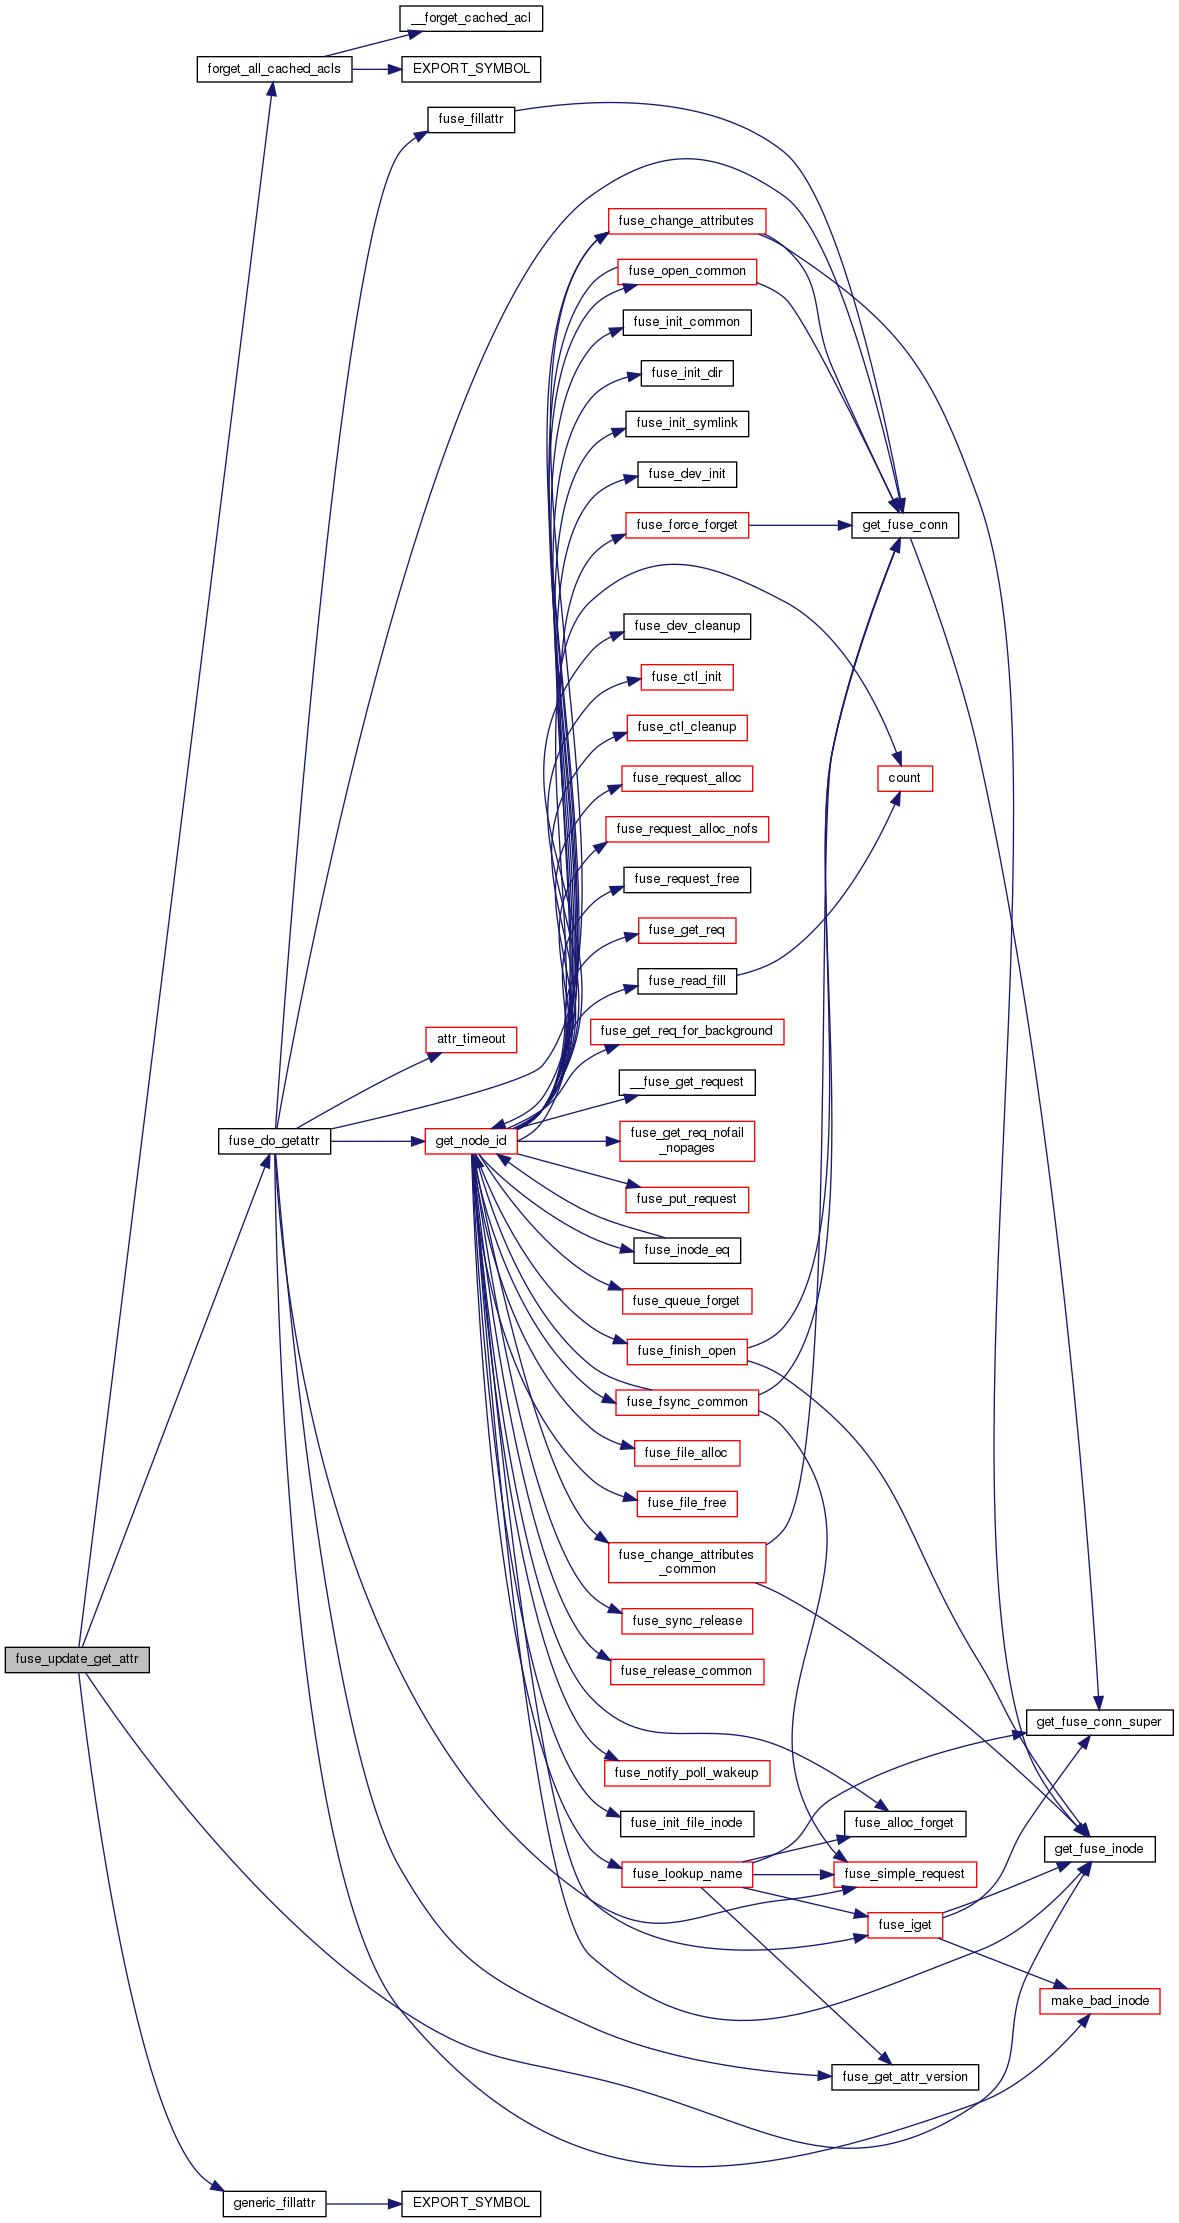 __forget_cached_acl
forget_all_cached_acls
EXPORT_SYMBOL
fuse_fillattr
fuse_change_attributes
fuse_open_common
fuse_init_common
fuse_init_dir
fuse_init_symlink
fuse_dev_init
fuse_force_forget
get_fuse_conn
fuse_dev_cleanup
fuse_ctl_init
fuse_ctl_cleanup
fuse_request_alloc
count
fuse_request_alloc_nofs
fuse_request_free
fuse_get_req
fuse_read_fill
fuse_get_req_for_background
attr_timeout
__fuse_get_request
fuse_do_getattr
get_node_id
fuse_get_req_nofail
_nopages
fuse_put_request
fuse_inode_eq
fuse_queue_forget
fuse_finish_open
fuse_fsync_common
fuse_file_alloc
fuse_file_free
fuse_change_attributes
_common
fuse_sync_release
fuse_update_get_attr
fuse_release_common
get_fuse_conn_super
fuse_notify_poll_wakeup
fuse_init_file_inode
fuse_alloc_forget
get_fuse_inode
fuse_lookup_name
fuse_simple_request
fuse_iget
make_bad_inode
fuse_get_attr_version
generic_fillattr
EXPORT_SYMBOL